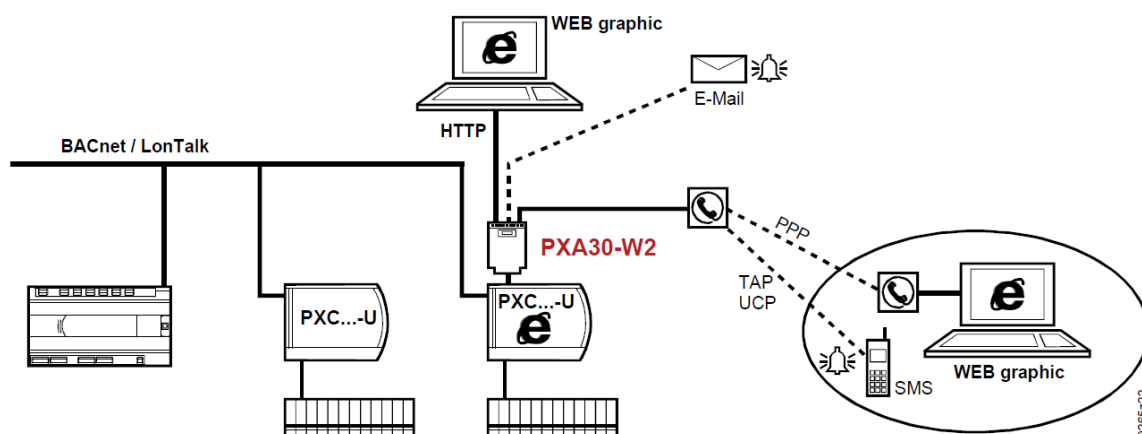 WEB graphic
E-Mail
HTTP
BACnet / LonTalk
PXA30-W2
PPP
TAP
UCP
PXC...-U
PXC...-U
SMS
WEB graphic